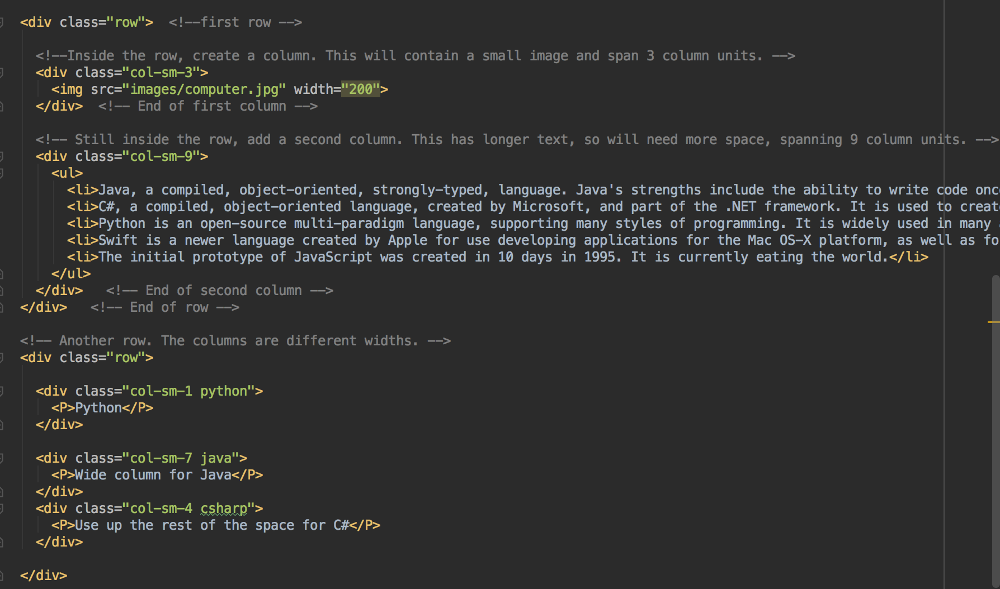 <div class="row">  <!--first row -->
<!--Inside the row, create a column. This will contain a small image and span 3 column units. -->
<div class="col-sm-3">
<img src="images/computer.jpg" width="200">
</div>  <!-- End of first column -->
<!-- Still inside the row, add a second column. This has longer text, so will need more space, spanning 9 column units. -->
<div class="col-sm-9">
<ul>
<li>Java, a compiled, object-oriented, strongly-typed, language. Java's strengths include the ability to write code
<li>C#, a compiled, object-oriented language, created by Microsoft, and part of the .NET framework. It is used to
<li>Python is an open-source multi-paradigm language, supporting many styles of programming. It is widely used in many
<li>Swift is a newer language created by Apple for use developing applications for the Mac OS-X platform, as well as
<li>The initial prototype of JavaScript was created in 10 days in 1995. It is currently eating the world.</li>
</ul>
</div>   <!-- End of second column -->
</div>   <!-- End of row -->
<!-- Another row. The columns are different widths. -->
<div class="row">
<div class="col-sm-1 python">
<P>Python</P>
</div>
<div class="col-sm-7 java">
<P>Wide column for Java</P>
</div>
<div class="col-sm-4 csharp">
<P>Use up the rest of the space for C#</P>
</div>
</div>